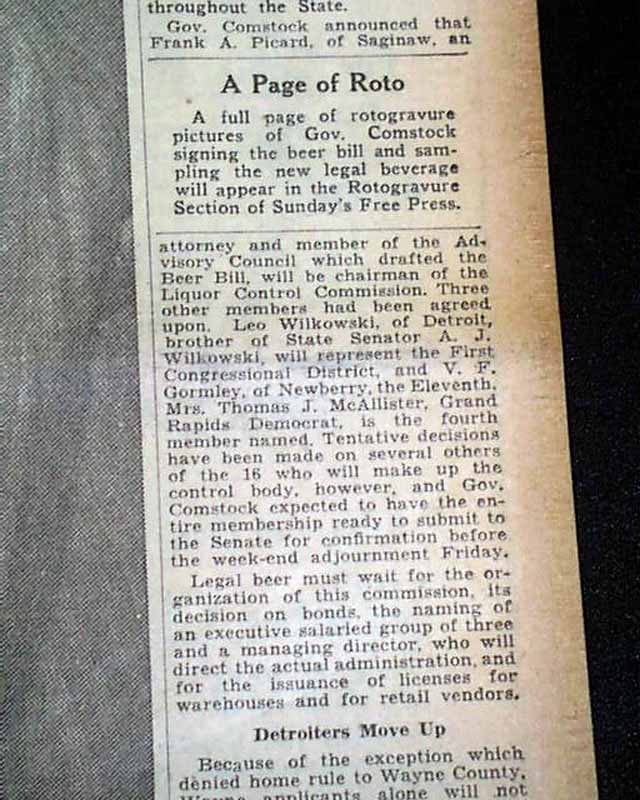 throughout the State.
Gov. Comstock announced that
Frank A. Picard, of Saginaw, an
A Page of Roto
A full page of rotogravure
pictures of Gov. Comstock
signing the beer bill and sam-
pling the new legal beverage
will appear in the Rotogravure
Section of Sunday's Free Press.
attorney and member of the Ad-
visory Council which drafted the
Beer Bill, will be chairman of the
Liquor Control Commission. Three
other members had been agreed
upon. Leo Wilkowski, of Detroit,
brother of State Senator A. J.
Wilkowski, will represent the First
Congressional District, and V. F.
Gormley, of Newberry, the Eleventh.
Mrs. Thomas J. McAllister, Grand
Rapids Democrat, is the fourth
member named. Tentative decisions
have been made on several others
of the 16 who will make up the
control body, however, and Gov.
Comstock expected to have the en-
tire membership ready to submit to
the Senate for confirmation before
the week-end adjournment Friday.
Legal beer must wait for the or-
ganization of this commission, its
decision on bonds, the naming of
an executive salaried group of three
and a managing director, who will
direct the actual administration, and
for the issuance of licenses for
warehouses and for retail vendors.
Detroiters Move Up
Because of the exception which
denied home rule to Wayne County,
Wayne applicants alone will not